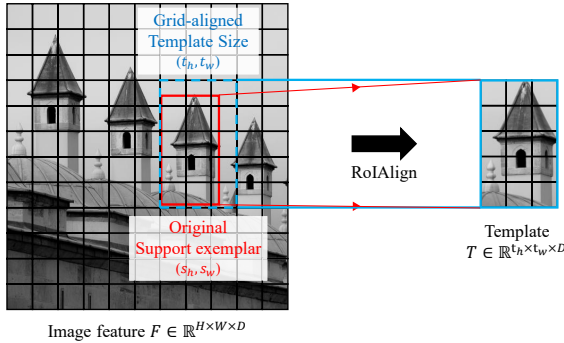 Grid-aligned
Template Size
(t_h, t_w)
RoIAlign
Original
Support exemplar
(s_h, s_w)
Template
T ∈ ℝ^{t_h×t_w×D}
Image feature F ∈ ℝ^{H×W×D}